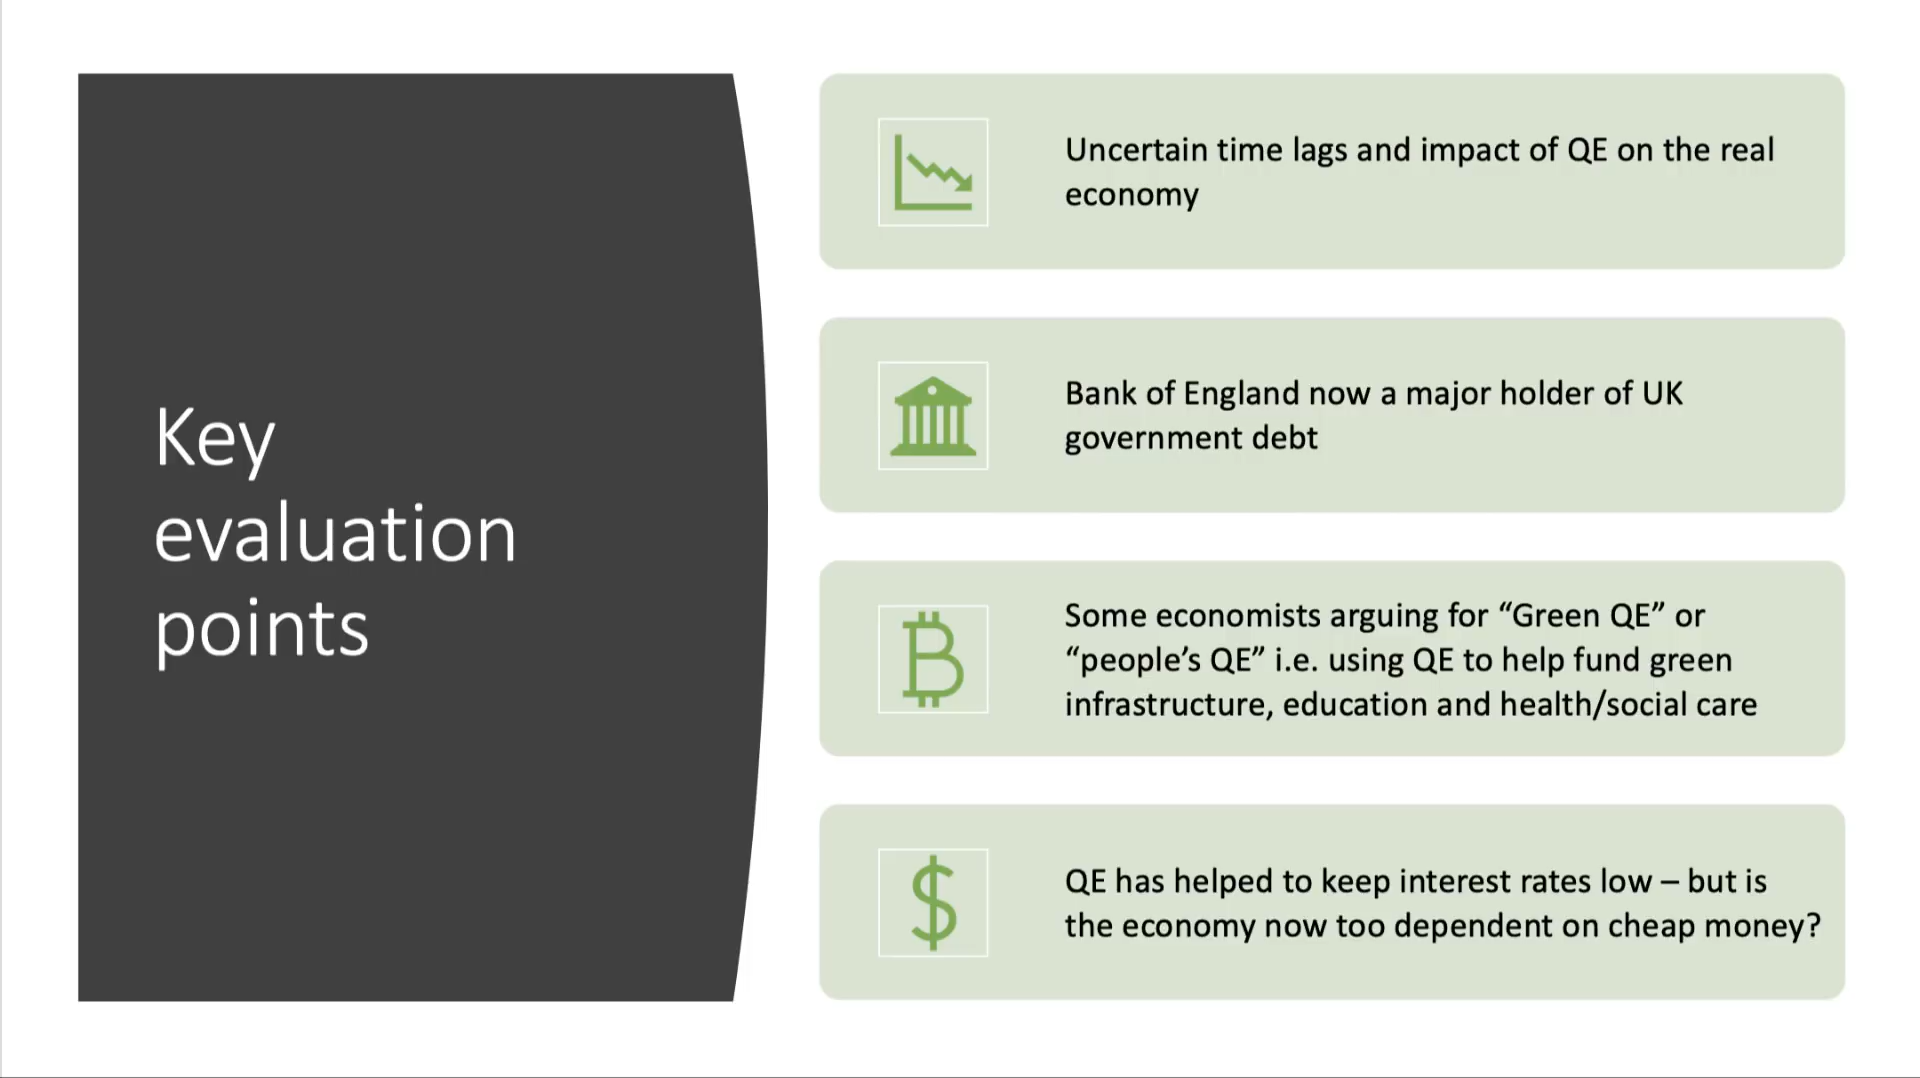 Key
evaluation
points
Uncertain time lags and impact of QE on the real
economy
Bank of England now a major holder of UK
government debt
Some economists arguing for “Green QE” or
“people’s QE” i.e. using QE to help fund green
infrastructure, education and health/social care
QE has helped to keep interest rates low – but is
the economy now too dependent on cheap money?